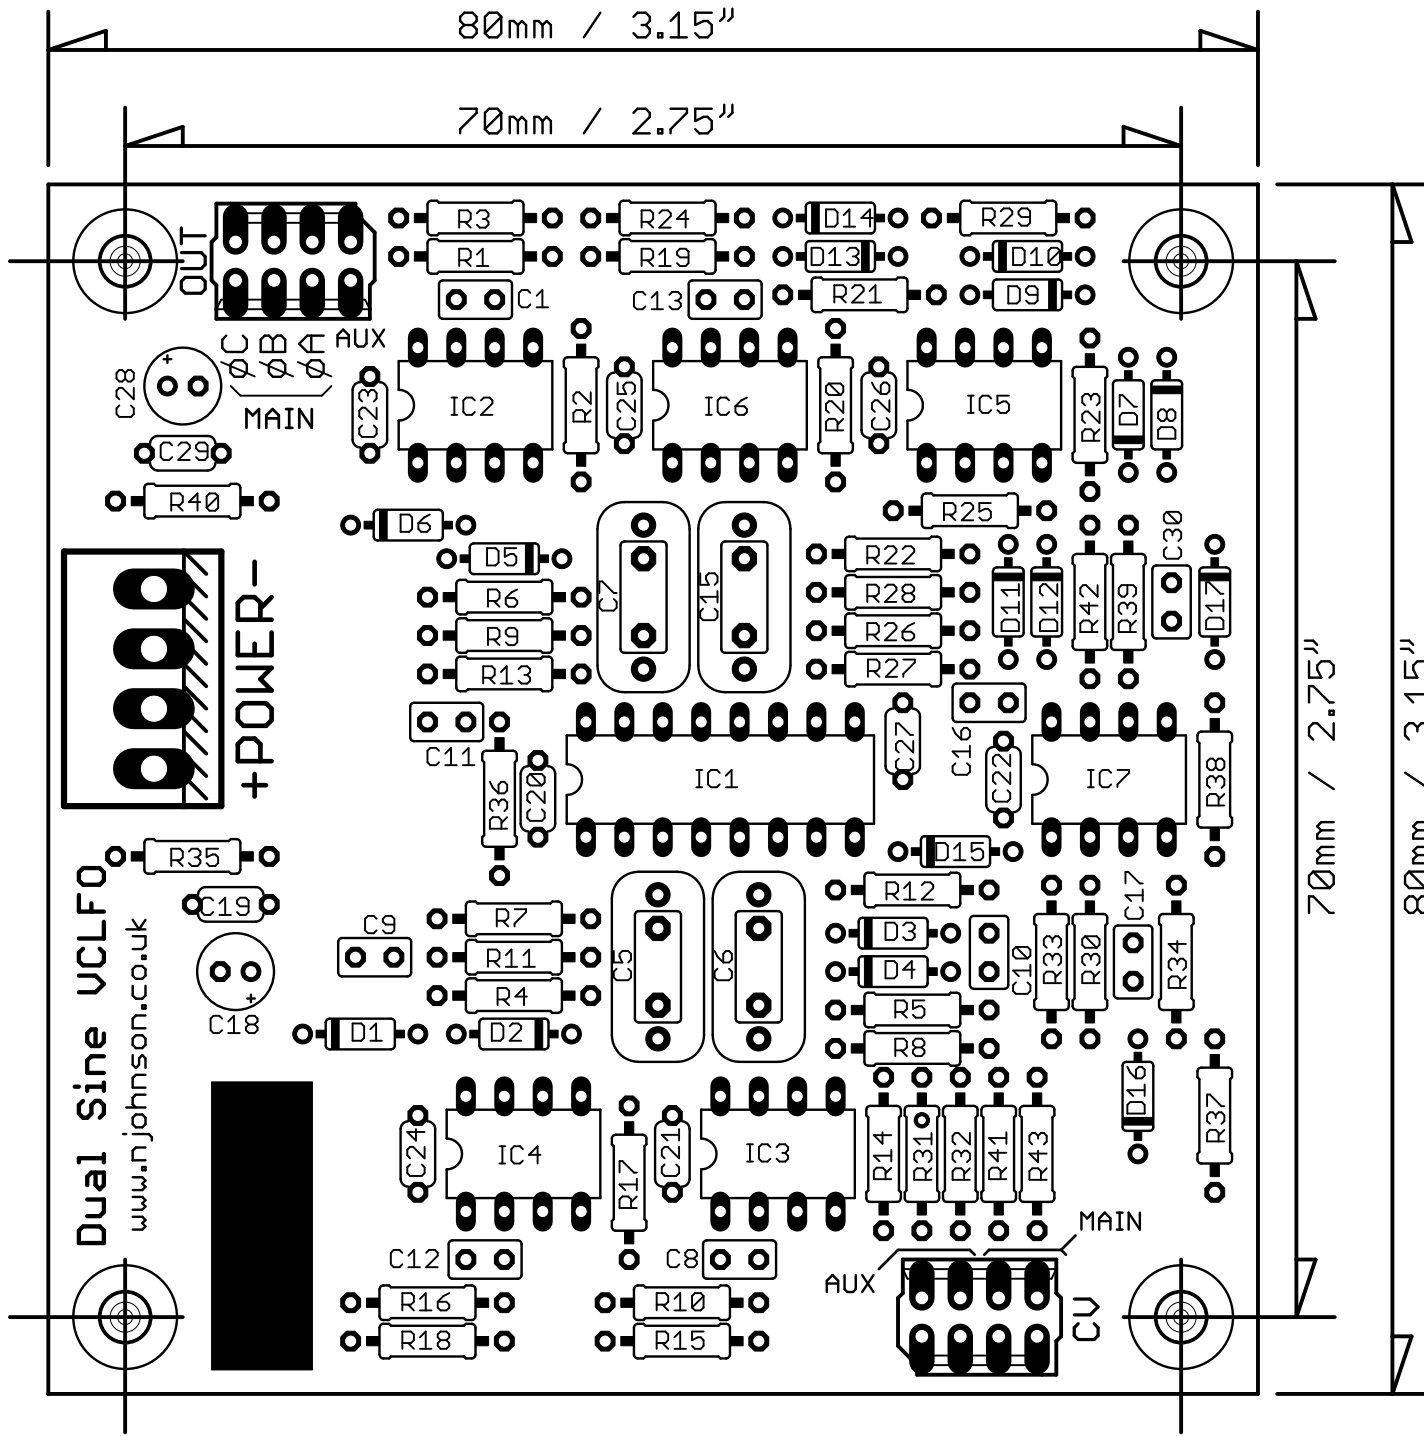 80mm / 3.15”
70mm / 2.75”
OUT
ØC
ØB
ØA
AUX
MAIN
R3
R24
D14
R29
R1
R19
D13
D10
C1
C13
R21
D9
C28
+
C23
IC2
R2
C25
IC6
R20
C26
IC5
R23
D7
D8
C29
R40
D6
R25
C30
D5
C7
C15
R22
R6
R28
D11
D12
R42
R39
D17
R9
R26
R13
R27
+POWER-
C11
R36
C20
IC1
C27
C16
C22
IC7
R38
70mm / 2.75”
80mm / 3.15”
R35
D15
C19
R12
C17
C9
R7
R11
R4
C5
C6
D3
D4
C10
R33
R30
R34
C18
+
D1
D2
R5
R8
Dual Sine VCLFO
www.njohnson.co.uk
C24
IC4
R17
C21
IC3
R14
R31
R32
R41
R43
D16
R37
C12
C8
MAIN
AUX
R16
R10
CV
R18
R15